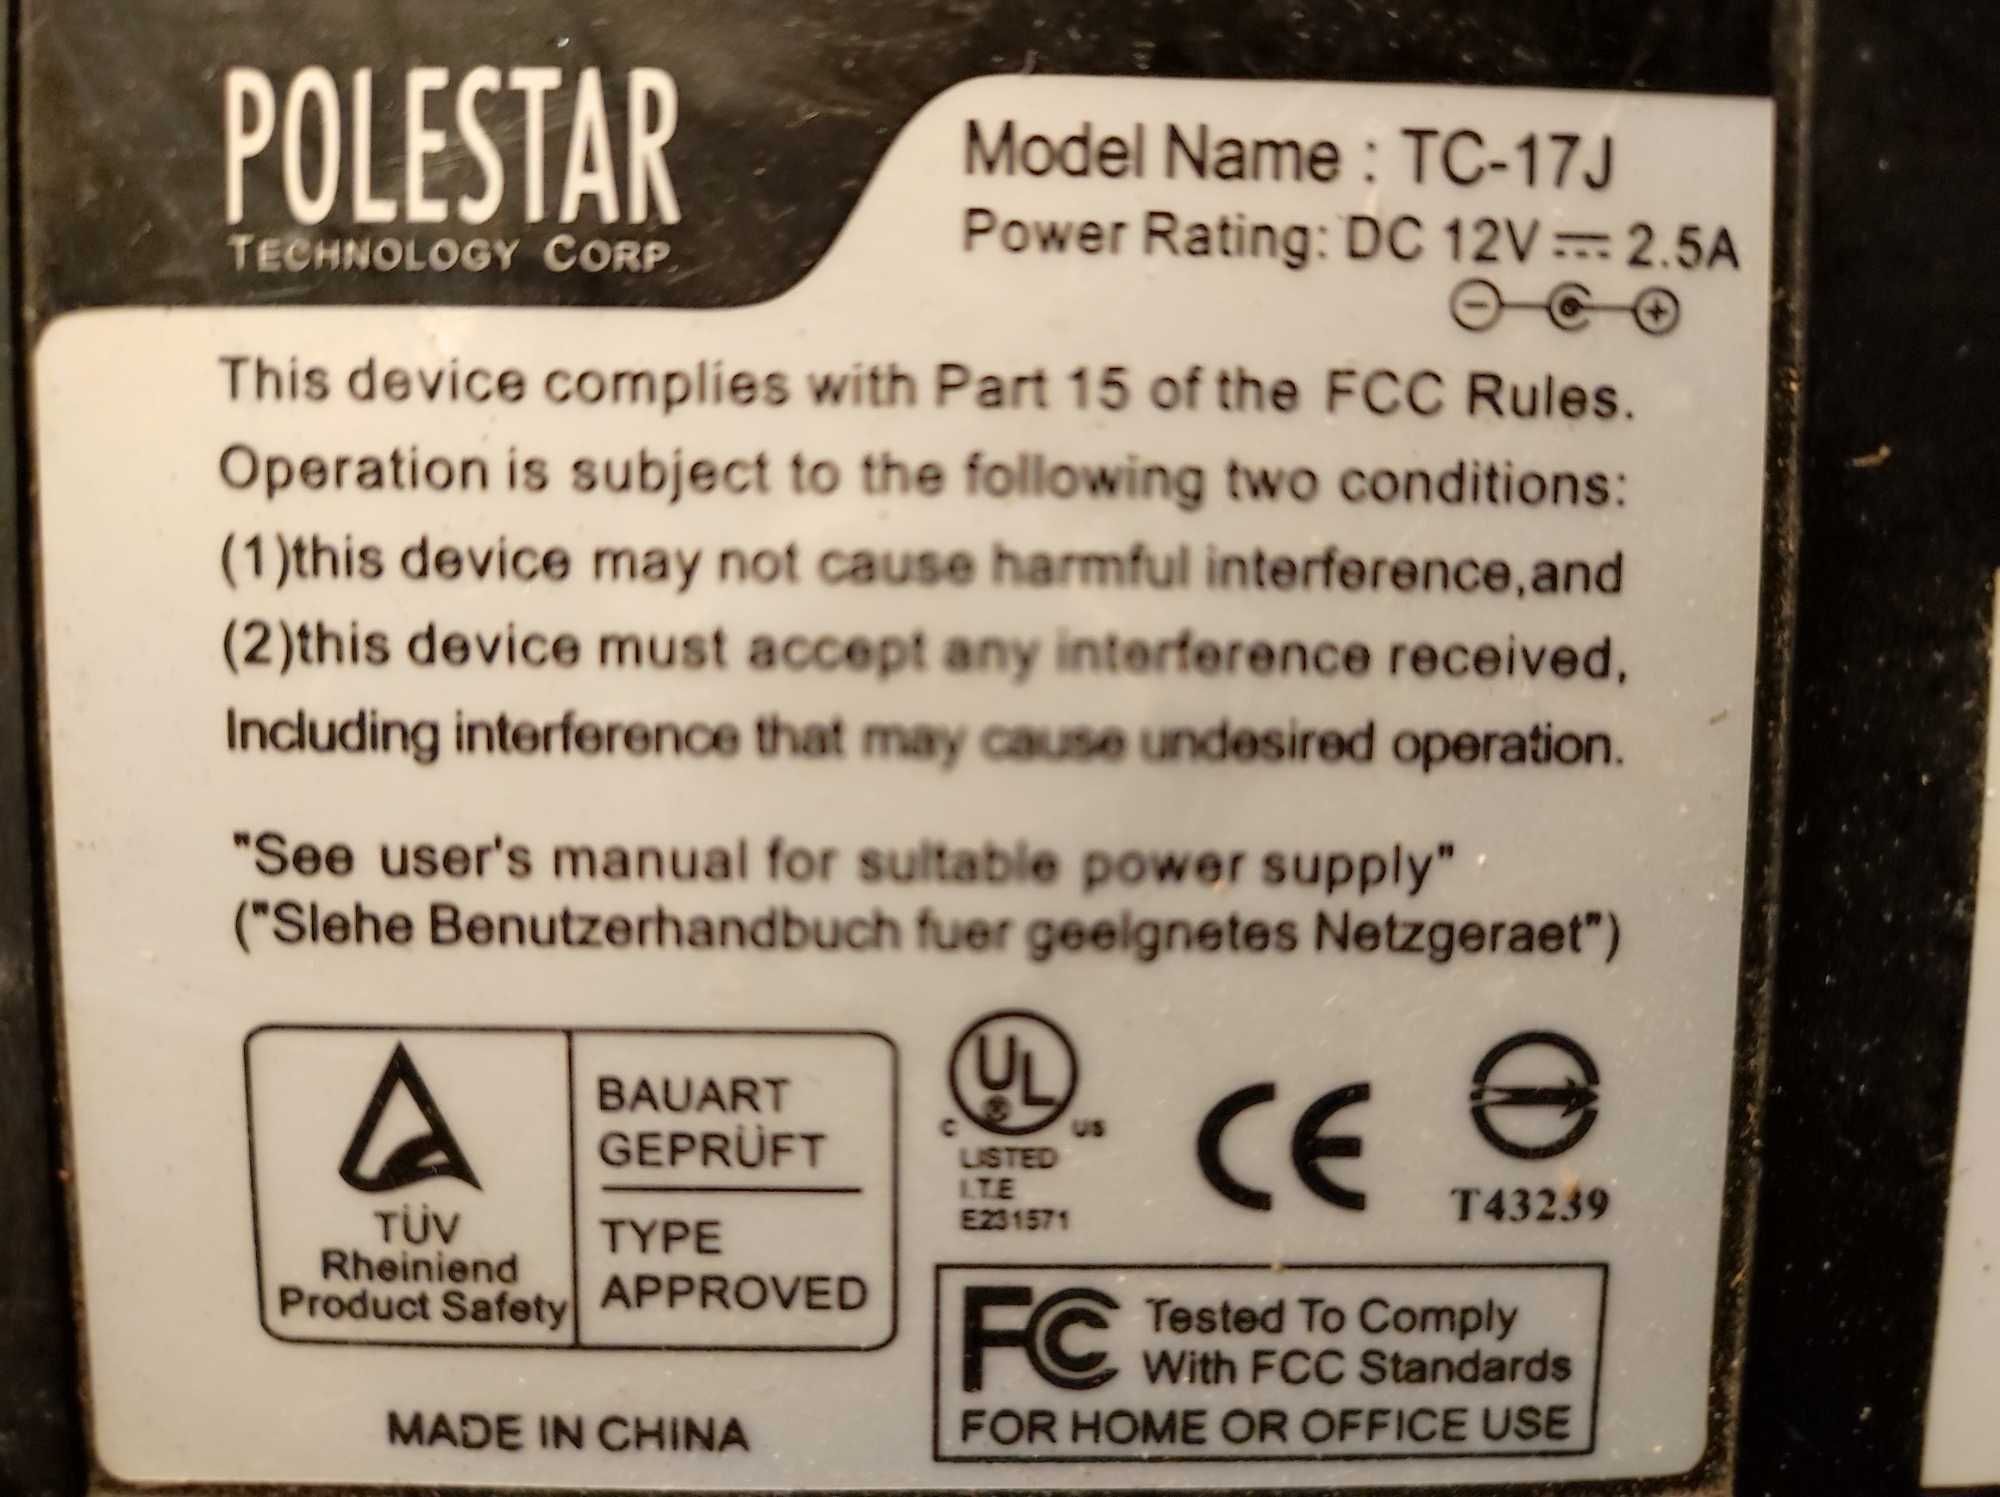 POLESTAR
TECHNOLOGY CORP.
Model Name : TC-17J
Power Rating: DC 12V ⎓ 2.5A
This device complies with Part 15 of the FCC Rules.
Operation is subject to the following two conditions:
(1)this device may not cause harmful interference,and
(2)this device must accept any interference received,
Including interference that may cause undesired operation.
"See user's manual for suitable power supply"
("Slehe Benutzerhandbuch fuer geelgnetes Netzgeraet")
TÜV
Rheiniend
Product Safety
BAUART
GEPRÜFT
TYPE
APPROVED
UL
®
C US
LISTED
I.T.E
E231571
CE
T43239
FC Tested To Comply
With FCC Standards
FOR HOME OR OFFICE USE
MADE IN CHINA